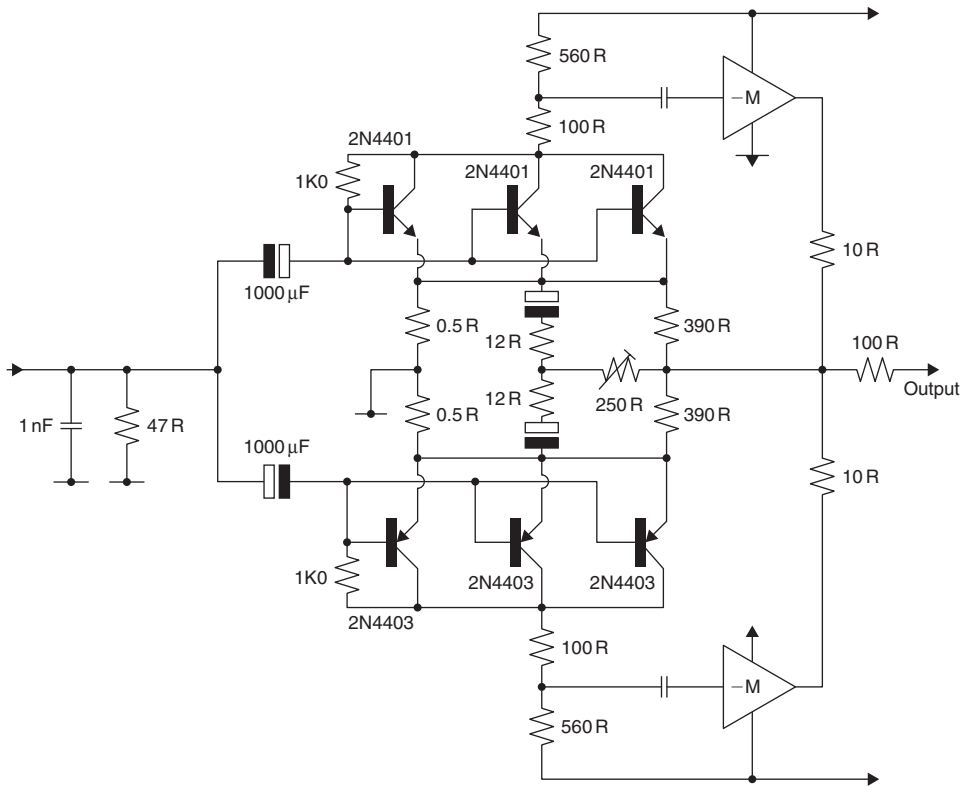 560 R
−M
100 R
2N4401
2N4401
2N4401
1K0
10 R
1000 µF
0.5 R
390 R
12 R
100 R
Output
250 R
1 nF
47 R
12 R
0.5 R
390 R
1000 µF
10 R
1K0
2N4403
2N4403
2N4403
100 R
−M
560 R